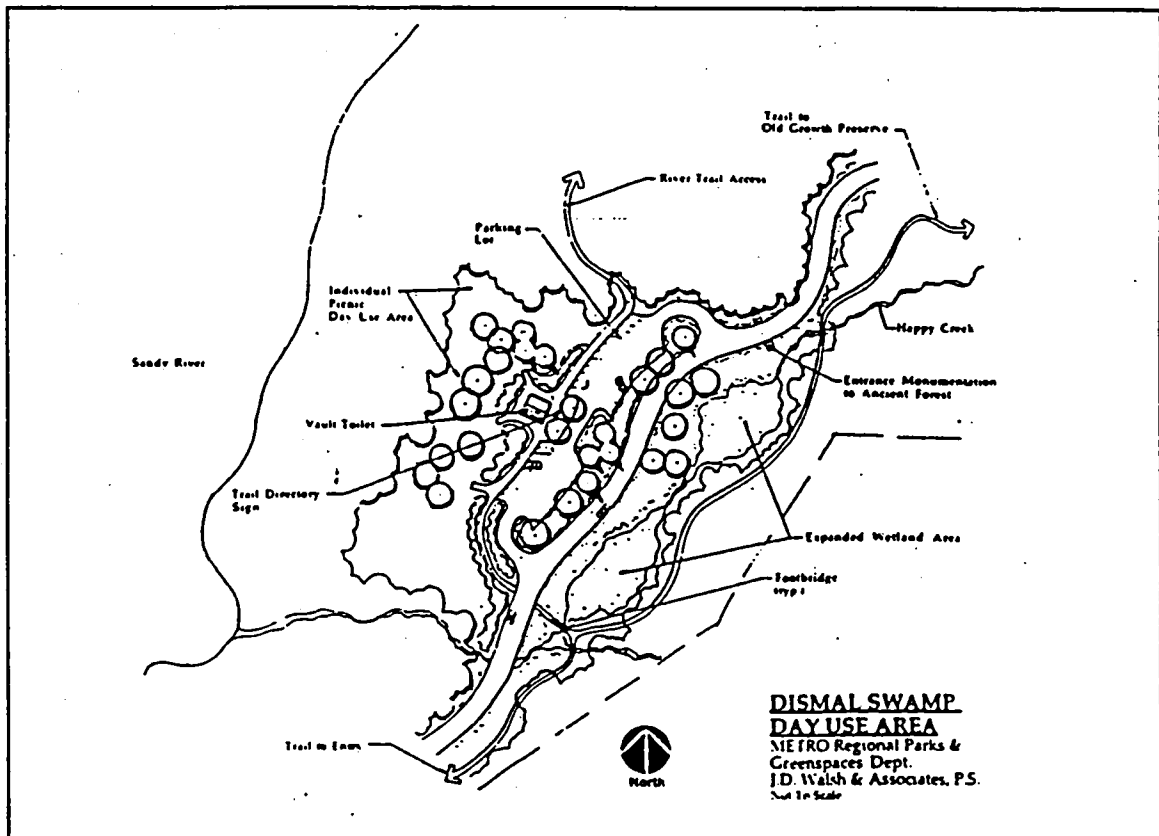 Trail to
Old Growth Preserve
River Trail Access
Parking
Lot
Individual
Picnic
Day Use Area
Happy Creek
Sandy River
Entrance Monumentation
to Ancient Forest
Vault Toilet
Trail Directory
Sign
Expanded Wetland Area
Footbridge
Trail to Entry
North
DISMAL SWAMP
DAY USE AREA
METRO Regional Parks &
Greenspaces Dept.
J.D. Walsh & Associates, P.S.
Not To Scale